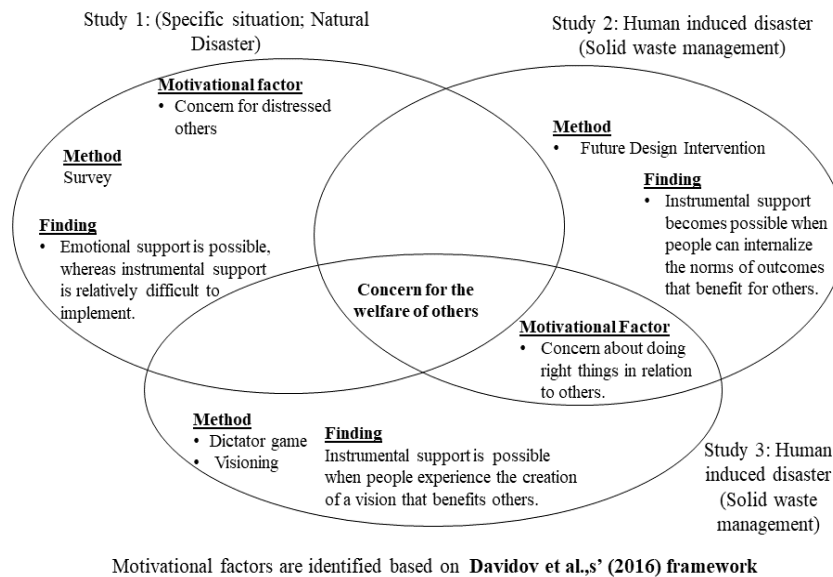 Study 1: (Specific situation; Natural
Disaster)
Motivational factor
• Concern for distressed
others
Method
Survey
Finding
• Emotional support is possible,
whereas instrumental support
is relatively difficult to
implement.
Study 2: Human induced disaster
(Solid waste management)
Method
• Future Design Intervention
Finding
• Instrumental support
becomes possible when
people can internalize
the norms of outcomes
that benefit for others.
Concern for the
welfare of others
Motivational Factor
• Concern about doing
right things in relation
to others.
Method
• Dictator game
• Visioning
Finding
Instrumental support is possible
when people experience the creation
of a vision that benefits others.
Study 3: Human
induced disaster
(Solid waste
management)
Motivational factors are identified based on Davidov et al.,s’ (2016) framework